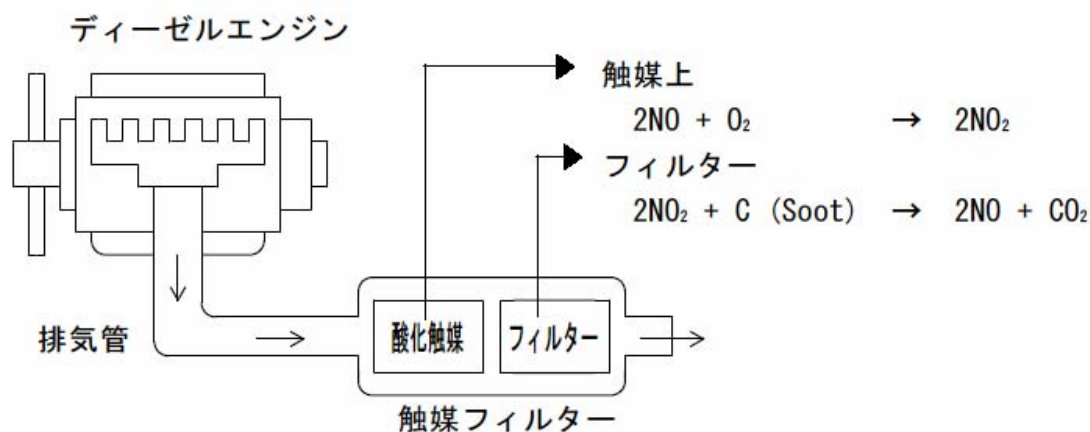 ディーゼルエンジン
触媒上
2NO + O₂ → 2NO₂
フィルター
2NO₂ + C (Soot) → 2NO + CO₂
排気管
酸化触媒
フィルター
触媒フィルター